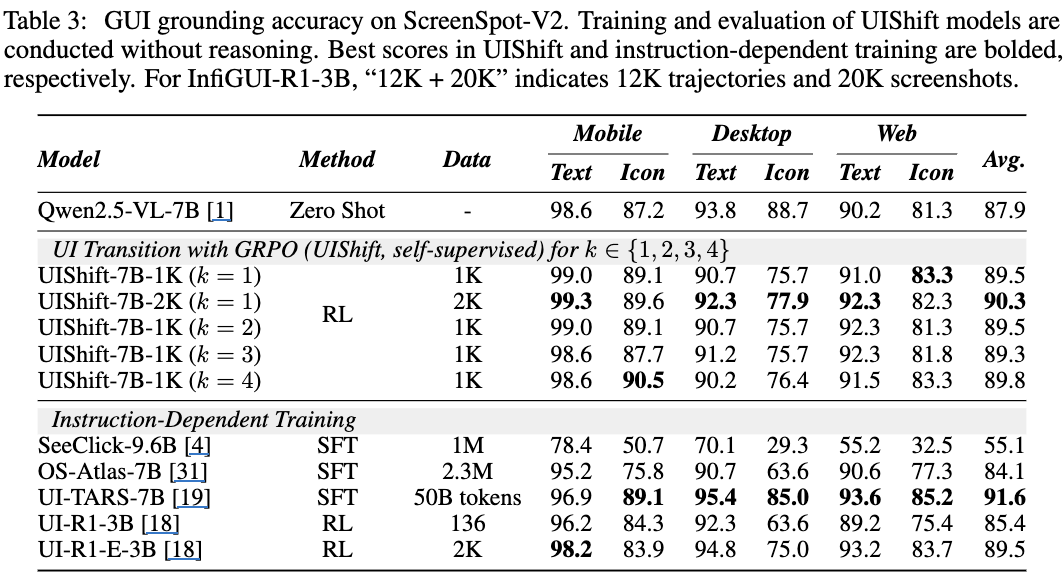 Table 3: GUI grounding accuracy on ScreenSpot-V2. Training and evaluation of UIShift models are
conducted without reasoning. Best scores in UIShift and instruction-dependent training are bolded,
respectively. For InfiGUI-R1-3B, “12K + 20K” indicates 12K trajectories and 20K screenshots.
Model Method Data Mobile Desktop Web Avg.
Text Icon Text Icon Text Icon
Qwen2.5-VL-7B [1] Zero Shot - 98.6 87.2 93.8 88.7 90.2 81.3 87.9
UI Transition with GRPO (UIShift, self-supervised) for k ∈ {1, 2, 3, 4}
UIShift-7B-1K (k = 1) 1K 99.0 89.1 90.7 75.7 91.0 83.3 89.5
UIShift-7B-2K (k = 1) RL 2K 99.3 89.6 92.3 77.9 92.3 82.3 90.3
UIShift-7B-1K (k = 2) 1K 99.0 89.1 90.7 75.7 92.3 81.3 89.5
UIShift-7B-1K (k = 3) 1K 98.6 87.7 91.2 75.7 92.3 81.8 89.3
UIShift-7B-1K (k = 4) 1K 98.6 90.5 90.2 76.4 91.5 83.3 89.8
Instruction-Dependent Training
SeeClick-9.6B [4] SFT 1M 78.4 50.7 70.1 29.3 55.2 32.5 55.1
OS-Atlas-7B [31] SFT 2.3M 95.2 75.8 90.7 63.6 90.6 77.3 84.1
UI-TARS-7B [19] SFT 50B tokens 96.9 89.1 95.4 85.0 93.6 85.2 91.6
UI-R1-3B [18] RL 136 96.2 84.3 92.3 63.6 89.2 75.4 85.4
UI-R1-E-3B [18] RL 2K 98.2 83.9 94.8 75.0 93.2 83.7 89.5